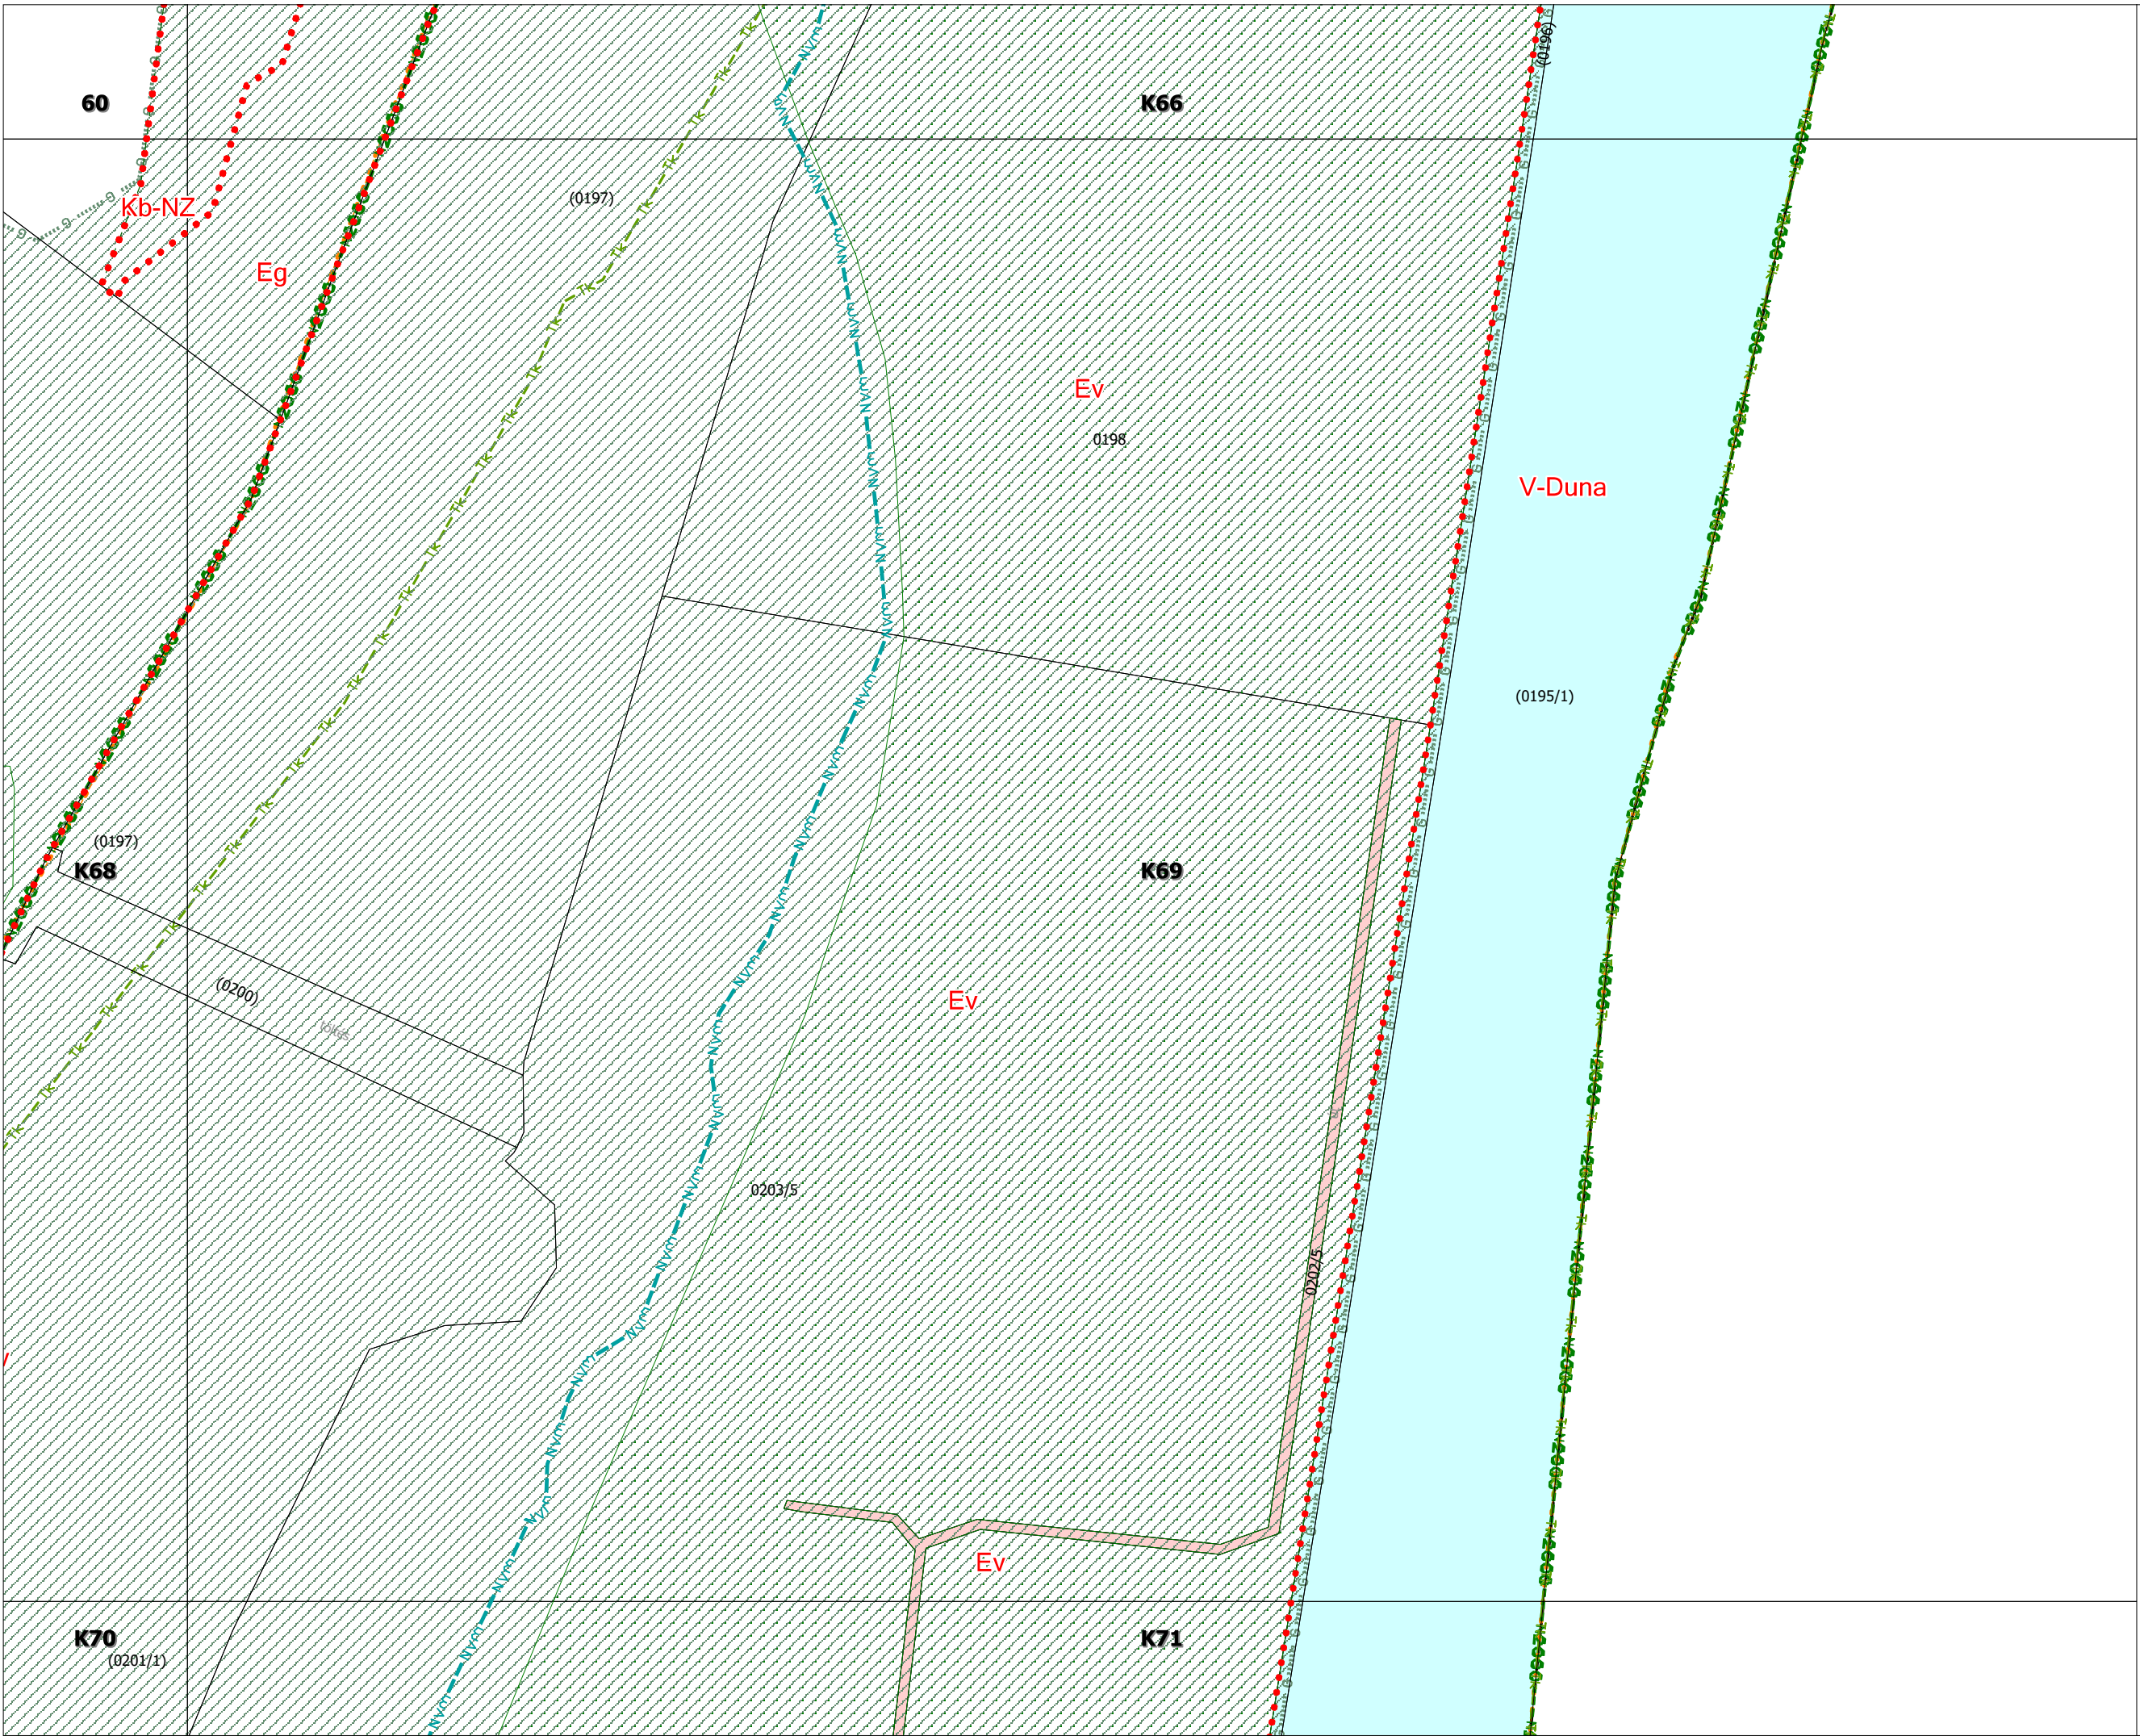 60
K66
(0196)
Kb-NZ
(0197)
Eg
Ev
0198
V-Duna
(0195/1)
(0197)
K68
K69
(0200)
töltés
Ev
0203/5
0202/5
Ev
K70
K71
(0201/1)